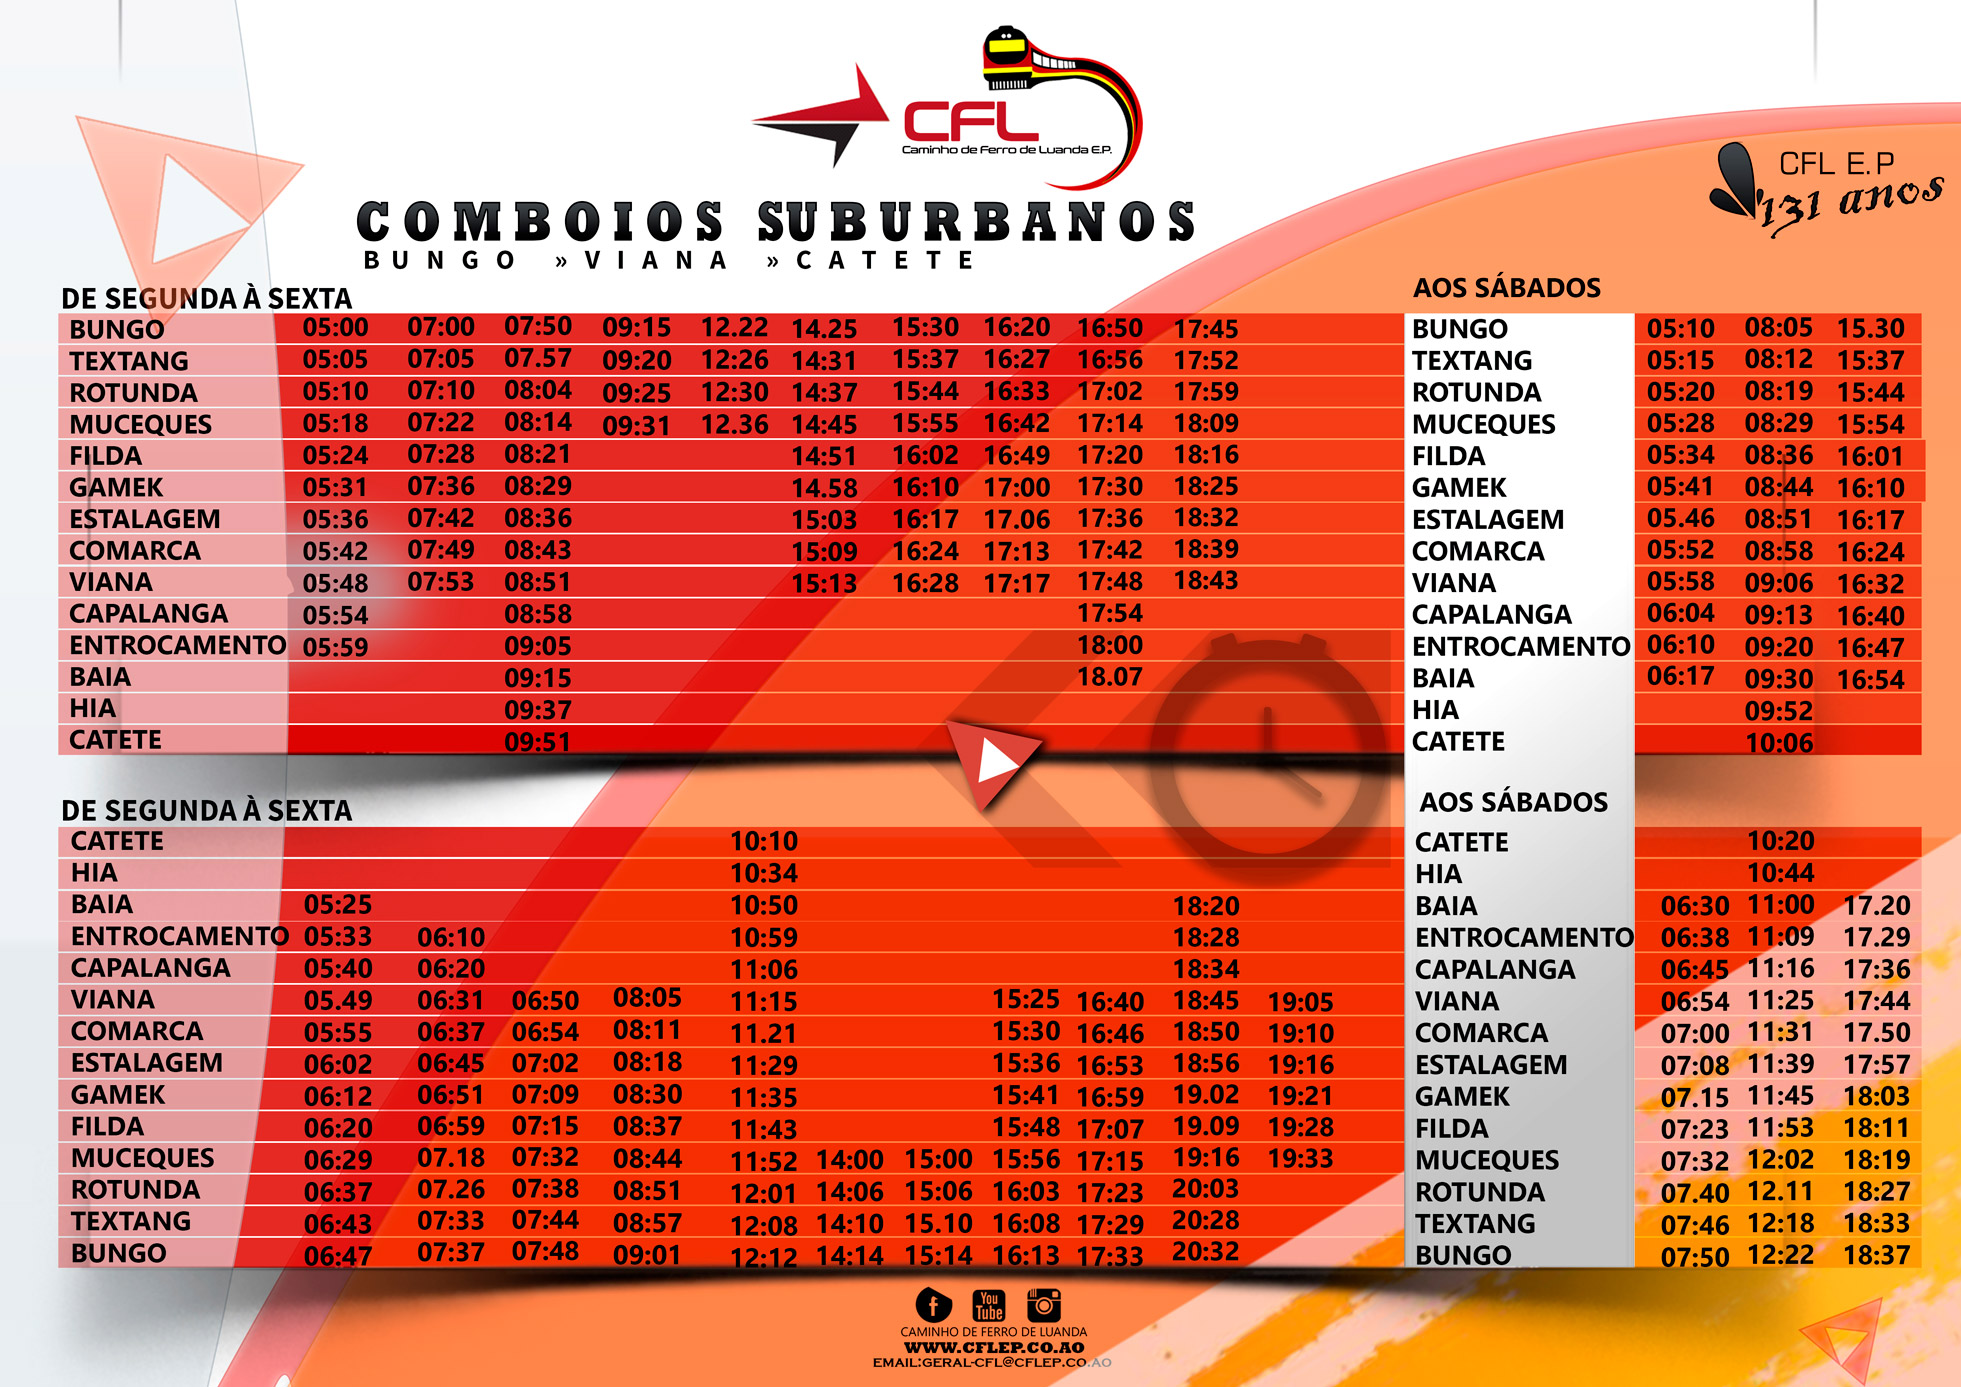 CFL
Caminho de Ferro de Luanda E.P.
CFL E.P
131 anos
COMBOIOS SUBURBANOS
BUNGO »VIANA »CATETE
DE SEGUNDA À SEXTA
BUNGO 05:00 07:00 07:50 09:15 12.22 14.25 15:30 16:20 16:50 17:45
TEXTANG 05:05 07:05 07.57 09:20 12:26 14:31 15:37 16:27 16:56 17:52
ROTUNDA 05:10 07:10 08:04 09:25 12:30 14:37 15:44 16:33 17:02 17:59
MUCEQUES 05:18 07:22 08:14 09:31 12.36 14:45 15:55 16:42 17:14 18:09
FILDA 05:24 07:28 08:21 14:51 16:02 16:49 17:20 18:16
GAMEK 05:31 07:36 08:29 14.58 16:10 17:00 17:30 18:25
ESTALAGEM 05:36 07:42 08:36 15:03 16:17 17.06 17:36 18:32
COMARCA 05:42 07:49 08:43 15:09 16:24 17:13 17:42 18:39
VIANA 05:48 07:53 08:51 15:13 16:28 17:17 17:48 18:43
CAPALANGA 05:54 08:58 17:54
ENTROCAMENTO 05:59 09:05 18:00
BAIA 09:15 18.07
HIA 09:37
CATETE 09:51
AOS SÁBADOS
BUNGO 05:10 08:05 15.30
TEXTANG 05:15 08:12 15:37
ROTUNDA 05:20 08:19 15:44
MUCEQUES 05:28 08:29 15:54
FILDA 05:34 08:36 16:01
GAMEK 05:41 08:44 16:10
ESTALAGEM 05.46 08:51 16:17
COMARCA 05:52 08:58 16:24
VIANA 05:58 09:06 16:32
CAPALANGA 06:04 09:13 16:40
ENTROCAMENTO 06:10 09:20 16:47
BAIA 06:17 09:30 16:54
HIA 09:52
CATETE 10:06
DE SEGUNDA À SEXTA
CATETE 10:10
HIA 10:34
BAIA 05:25 10:50 18:20
ENTROCAMENTO 05:33 06:10 10:59 18:28
CAPALANGA 05:40 06:20 11:06 18:34
VIANA 05.49 06:31 06:50 08:05 11:15 15:25 16:40 18:45 19:05
COMARCA 05:55 06:37 06:54 08:11 11.21 15:30 16:46 18:50 19:10
ESTALAGEM 06:02 06:45 07:02 08:18 11:29 15:36 16:53 18:56 19:16
GAMEK 06:12 06:51 07:09 08:30 11:35 15:41 16:59 19.02 19:21
FILDA 06:20 06:59 07:15 08:37 11:43 15:48 17:07 19.09 19:28
MUCEQUES 06:29 07.18 07:32 08:44 11:52 14:00 15:00 15:56 17:15 19:16 19:33
ROTUNDA 06:37 07.26 07:38 08:51 12:01 14:06 15:06 16:03 17:23 20:03
TEXTANG 06:43 07:33 07:44 08:57 12:08 14:10 15.10 16:08 17:29 20:28
BUNGO 06:47 07:37 07:48 09:01 12:12 14:14 15:14 16:13 17:33 20:32
AOS SÁBADOS
CATETE 10:20
HIA 10:44
BAIA 06:30 11:00 17.20
ENTROCAMENTO 06:38 11:09 17.29
CAPALANGA 06:45 11:16 17:36
VIANA 06:54 11:25 17:44
COMARCA 07:00 11:31 17.50
ESTALAGEM 07:08 11:39 17:57
GAMEK 07.15 11:45 18:03
FILDA 07:23 11:53 18:11
MUCEQUES 07:32 12:02 18:19
ROTUNDA 07.40 12.11 18:27
TEXTANG 07:46 12:18 18:33
BUNGO 07:50 12:22 18:37
You Tube
CAMINHO DE FERRO DE LUANDA
WWW.CFLEP.CO.AO
EMAIL:GERAL-CFL@CFLEP.CO.AO